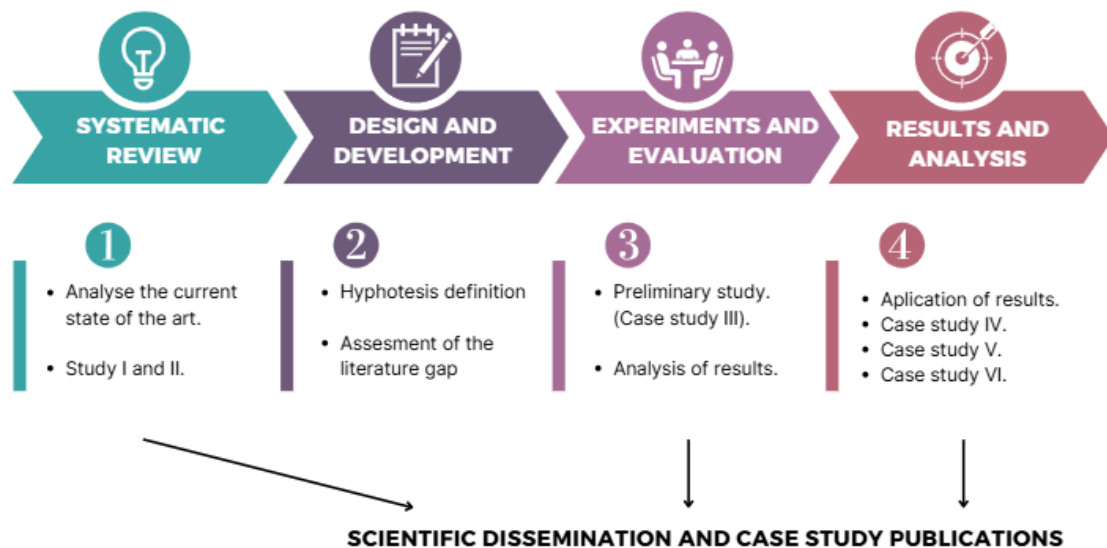 SYSTEMATIC
REVIEW
DESIGN AND
DEVELOPMENT
EXPERIMENTS AND
EVALUATION
RESULTS AND
ANALYSIS
1
• Analyse the current
state of the art.
• Study I and II.
2
• Hyphotesis definition
• Assesment of the
literature gap
3
• Preliminary study.
(Case study III).
• Analysis of results.
4
• Aplication of results.
• Case study IV.
• Case study V.
• Case study VI.
SCIENTIFIC DISSEMINATION AND CASE STUDY PUBLICATIONS